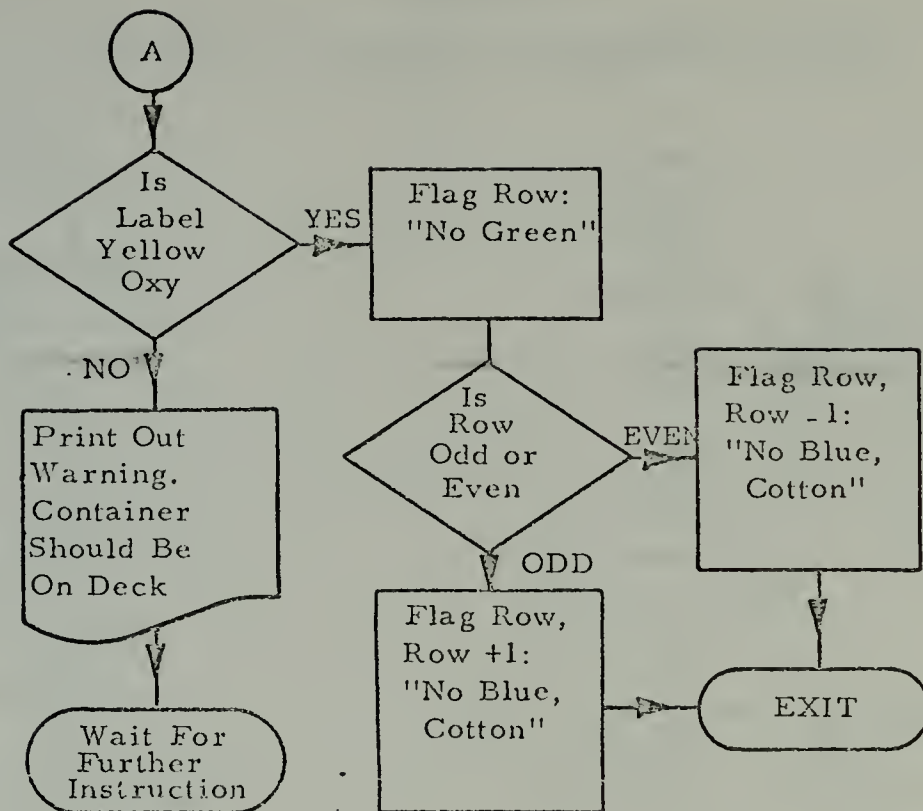 A
Is
Label
Yellow
Oxy
YES
Flag Row:
"No Green"
NO
Print Out
Warning.
Container
Should Be
On Deck
Wait For
Further
Instruction
Is
Row
Odd or
Even
EVEN
Flag Row,
Row -1:
"No Blue,
Cotton"
ODD
Flag Row,
Row +1:
"No Blue,
Cotton"
EXIT